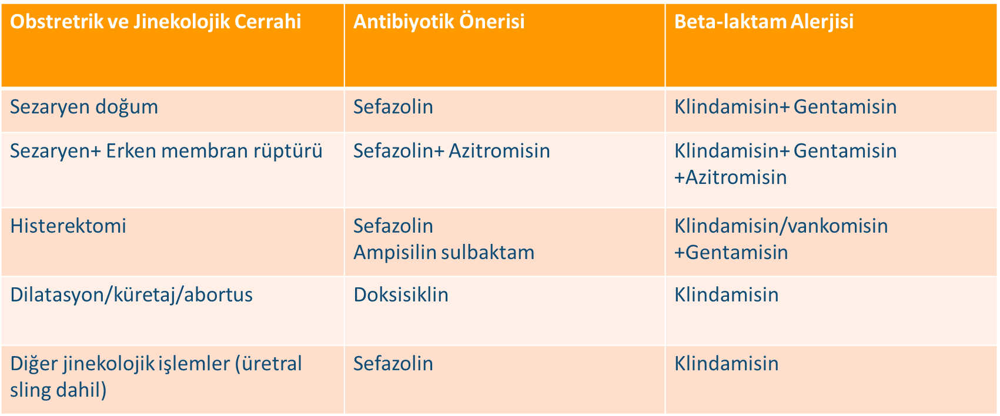 Obstretrik ve Jinekolojik Cerrahi
Antibiyotik Önerisi
Beta-laktam Alerjisi
Sezaryen doğum
Sefazolin
Klindamisin+ Gentamisin
Sezaryen+ Erken membran rüptürü
Sefazolin+ Azitromisin
Klindamisin+ Gentamisin
+Azitromisin
Histerektomi
Sefazolin
Ampisilin sulbaktam
Klindamisin/vankomisin
+Gentamisin
Dilatasyon/küretaj/abortus
Doksisiklin
Klindamisin
Diğer jinekolojik işlemler (üretral
sling dahil)
Sefazolin
Klindamisin